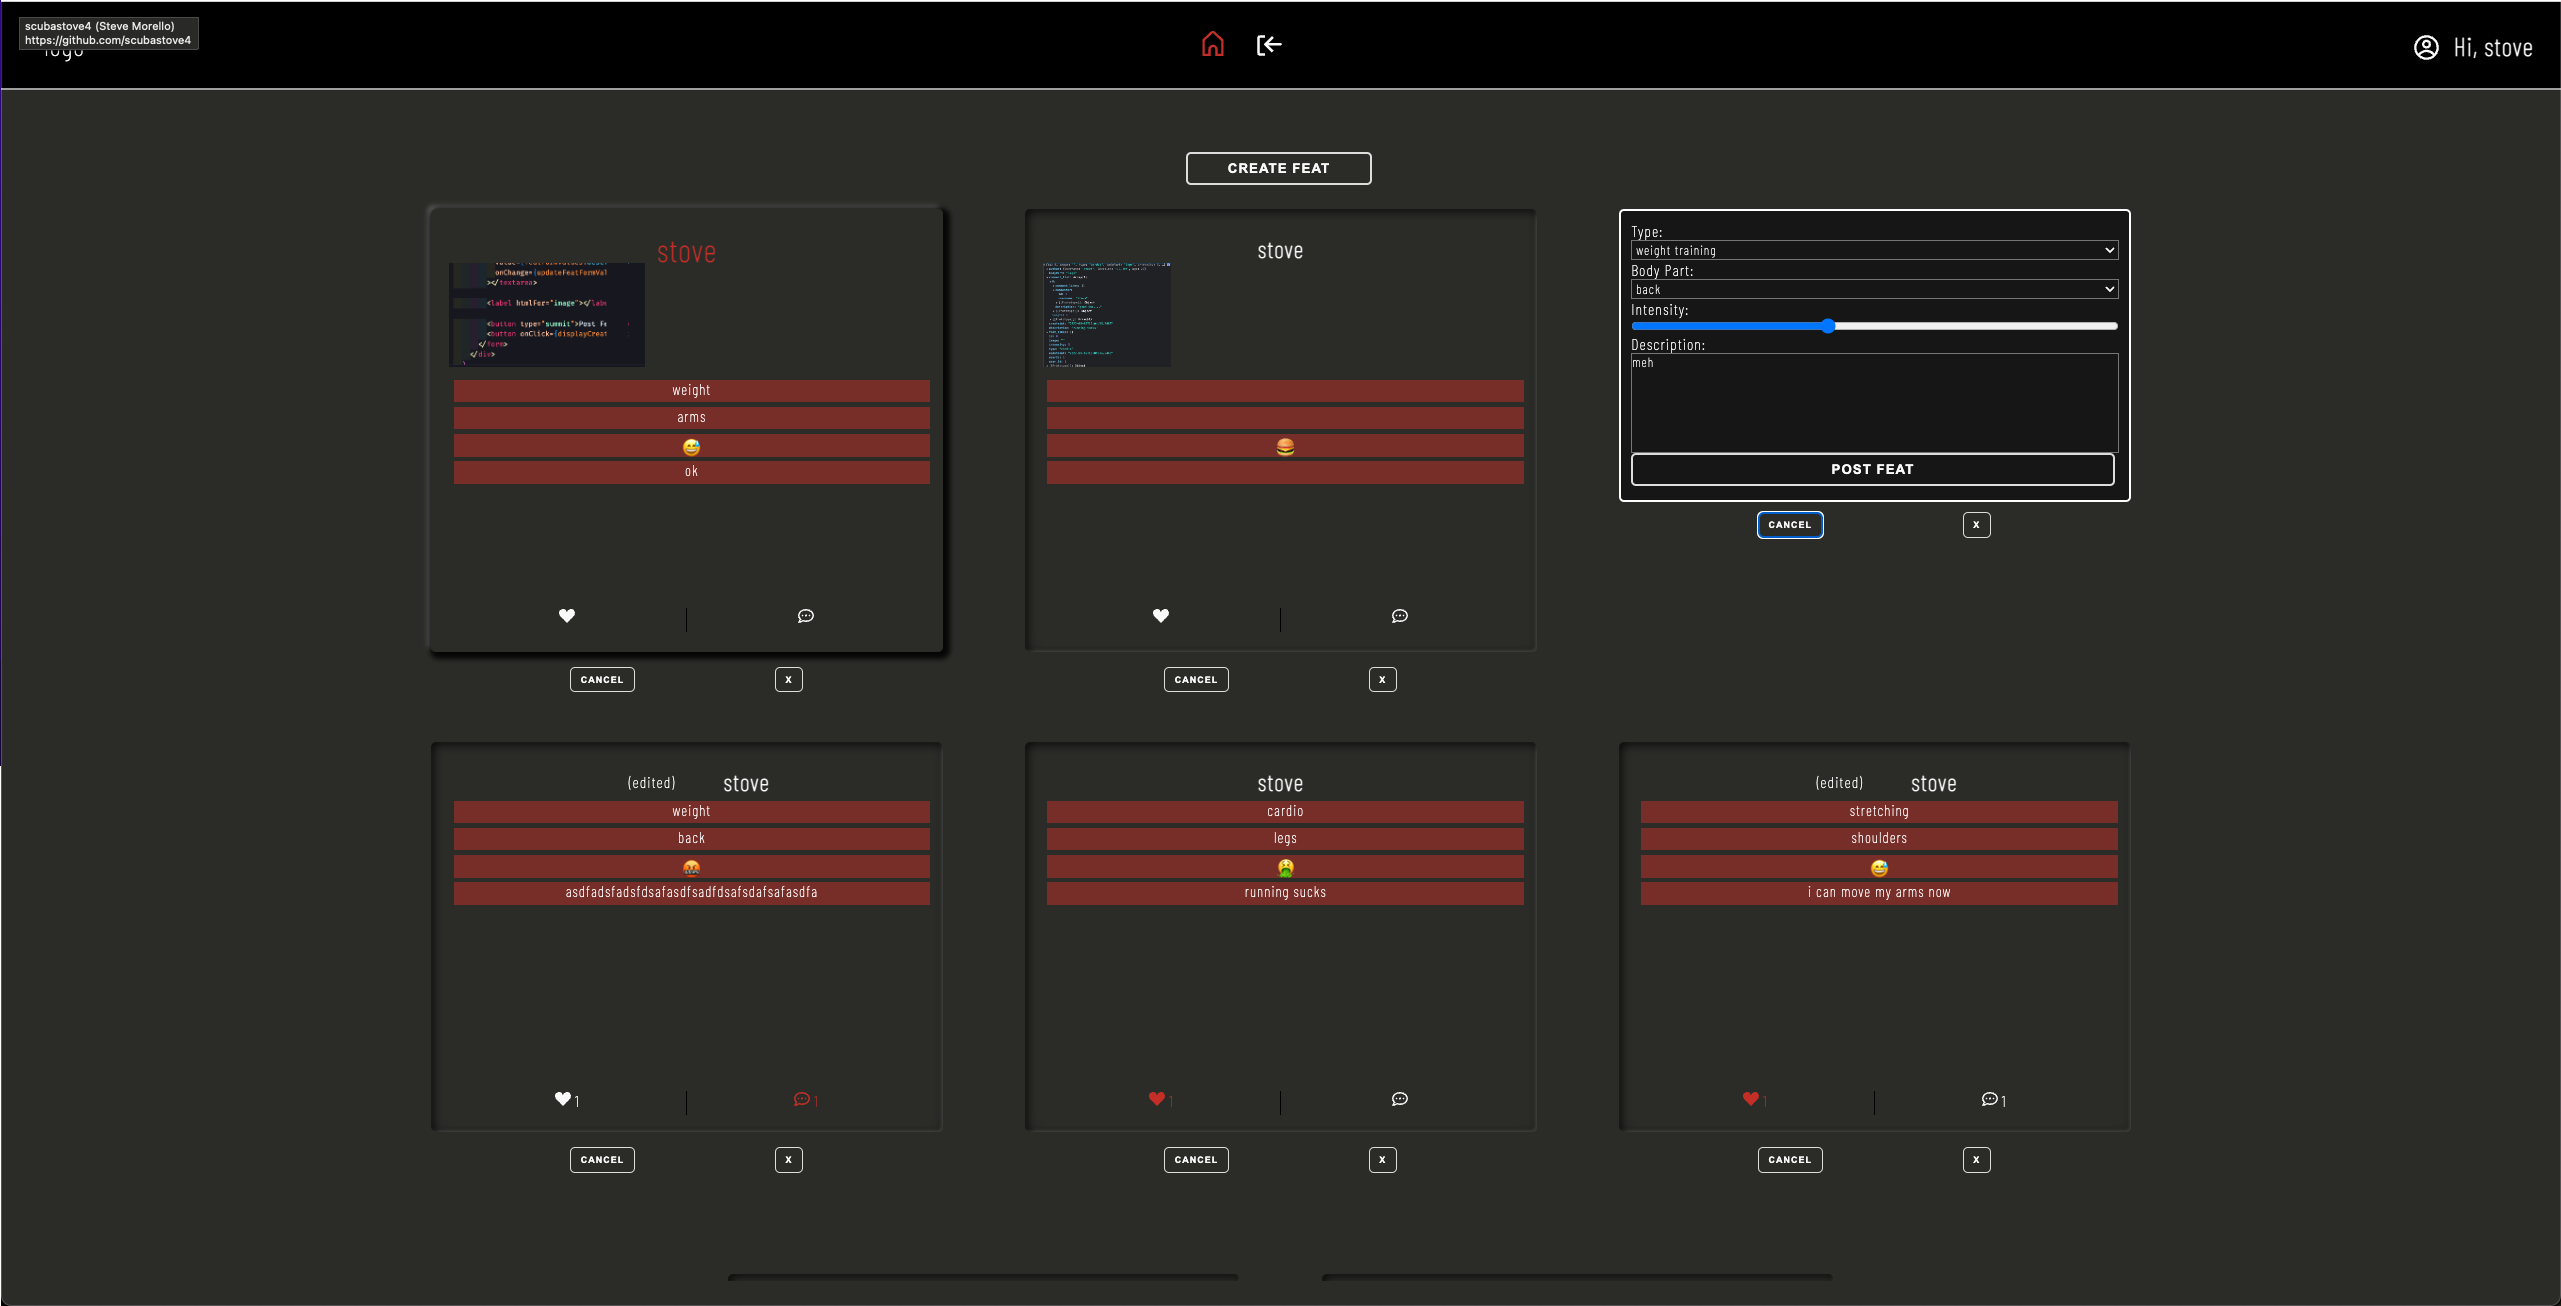 scubastove4 (Steve Morello)
https://github.com/scubastove4
logo
Hi, stove
CREATE FEAT
stove
onChange={updateFeatFormVal
></textarea>
<label htmlFor="image"></labe
<button type="summit">Post Fe
<button onClick={displayCreat
</form>
</div>
weight
arms
ok
CANCEL
X
stove
CANCEL
X
Type:
weight training
Body Part:
back
Intensity:
Description:
meh
POST FEAT
CANCEL
X
(edited) stove
weight
back
asdfadsfadsfdsafasdfsadfdsafsdafsafasdfa
1
1
CANCEL
X
stove
cardio
legs
running sucks
1
CANCEL
X
(edited) stove
stretching
shoulders
i can move my arms now
1
1
CANCEL
X